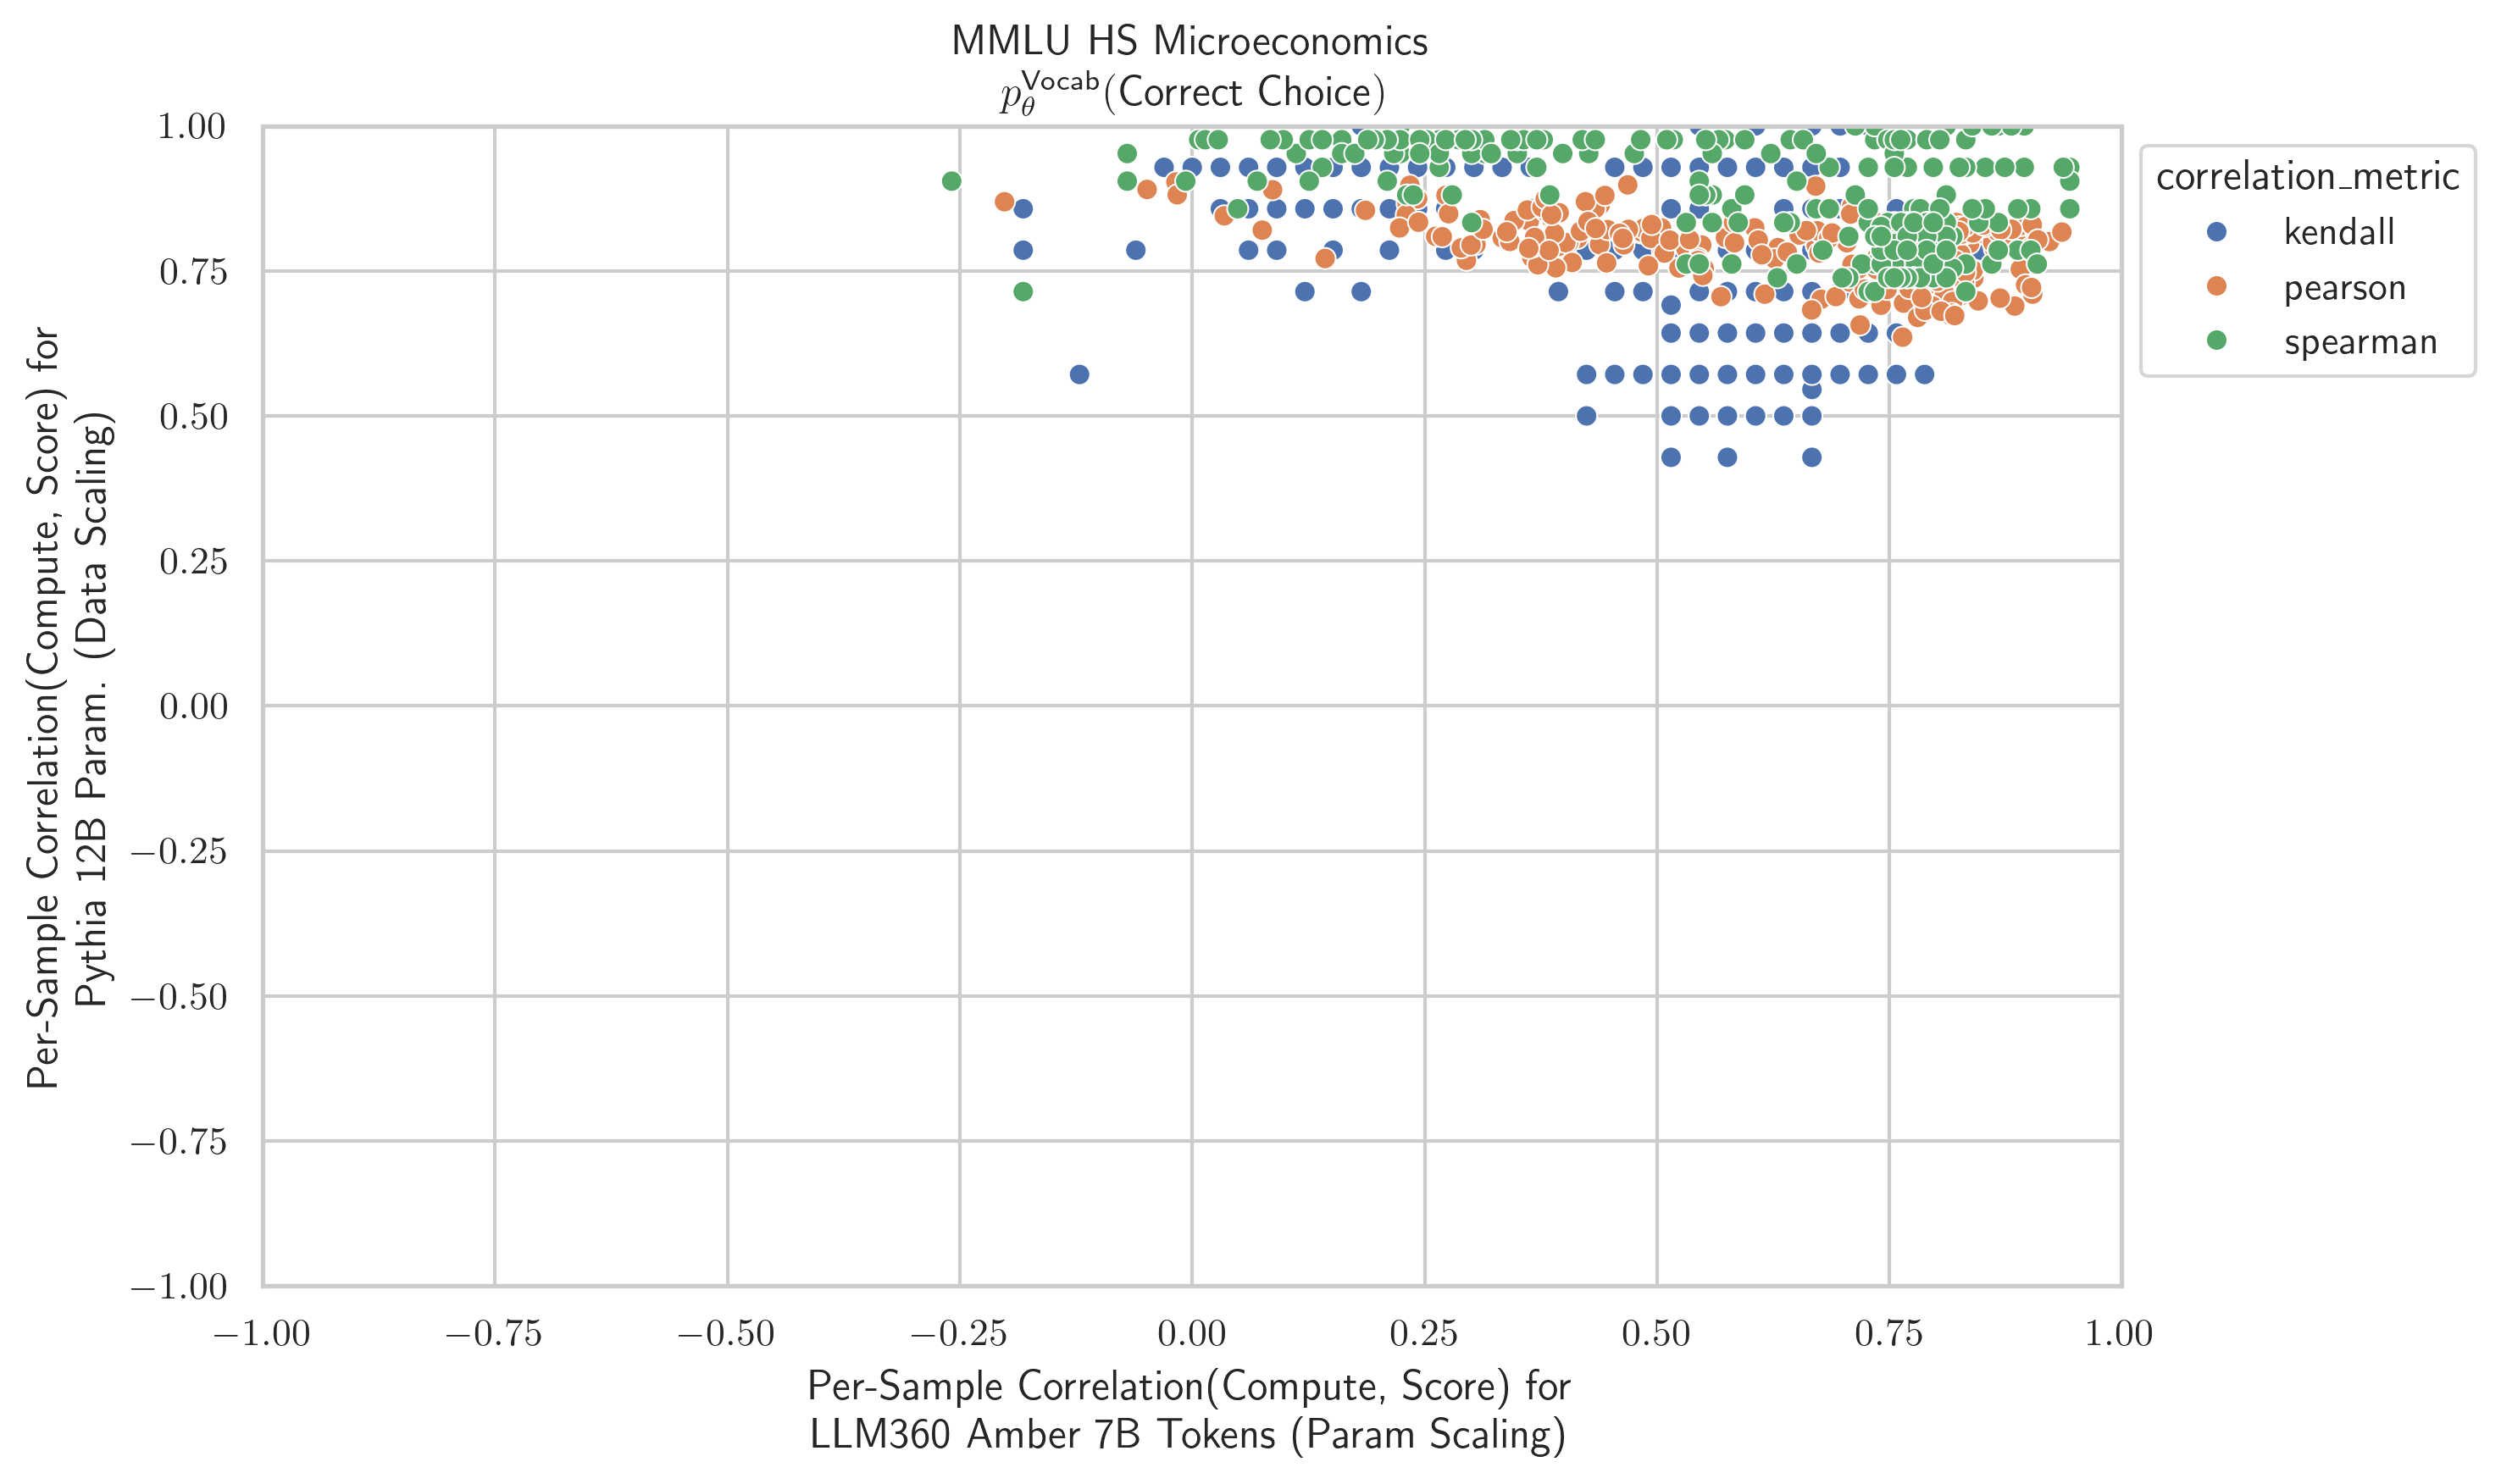 MMLU HS Microeconomics
p_θ^Vocab(Correct Choice)
Per-Sample Correlation(Compute, Score) for
Pythia 12B Param. (Data Scaling)
1.00
0.75
0.50
0.25
0.00
−0.25
−0.50
−0.75
−1.00
−1.00 −0.75 −0.50 −0.25 0.00 0.25 0.50 0.75 1.00
Per-Sample Correlation(Compute, Score) for
LLM360 Amber 7B Tokens (Param Scaling)
correlation_metric
kendall
pearson
spearman